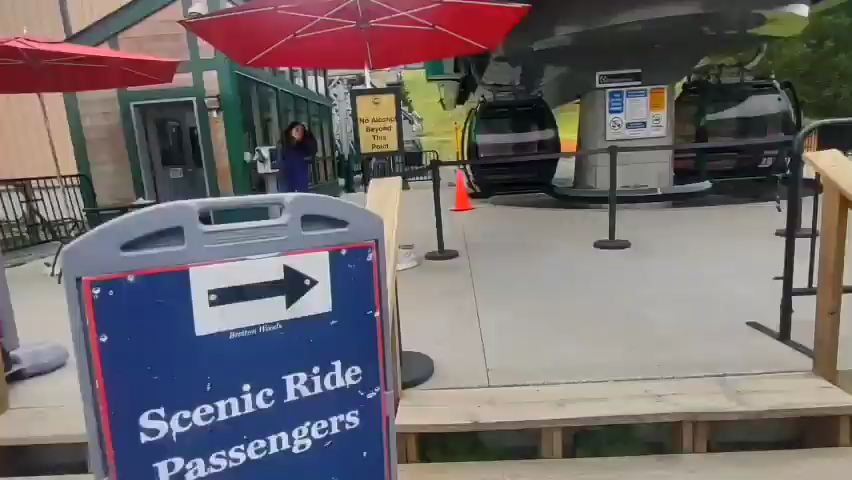 No Alcohol
Beyond
This
Point
Bretton Woods
Scenic Ride
Passengers